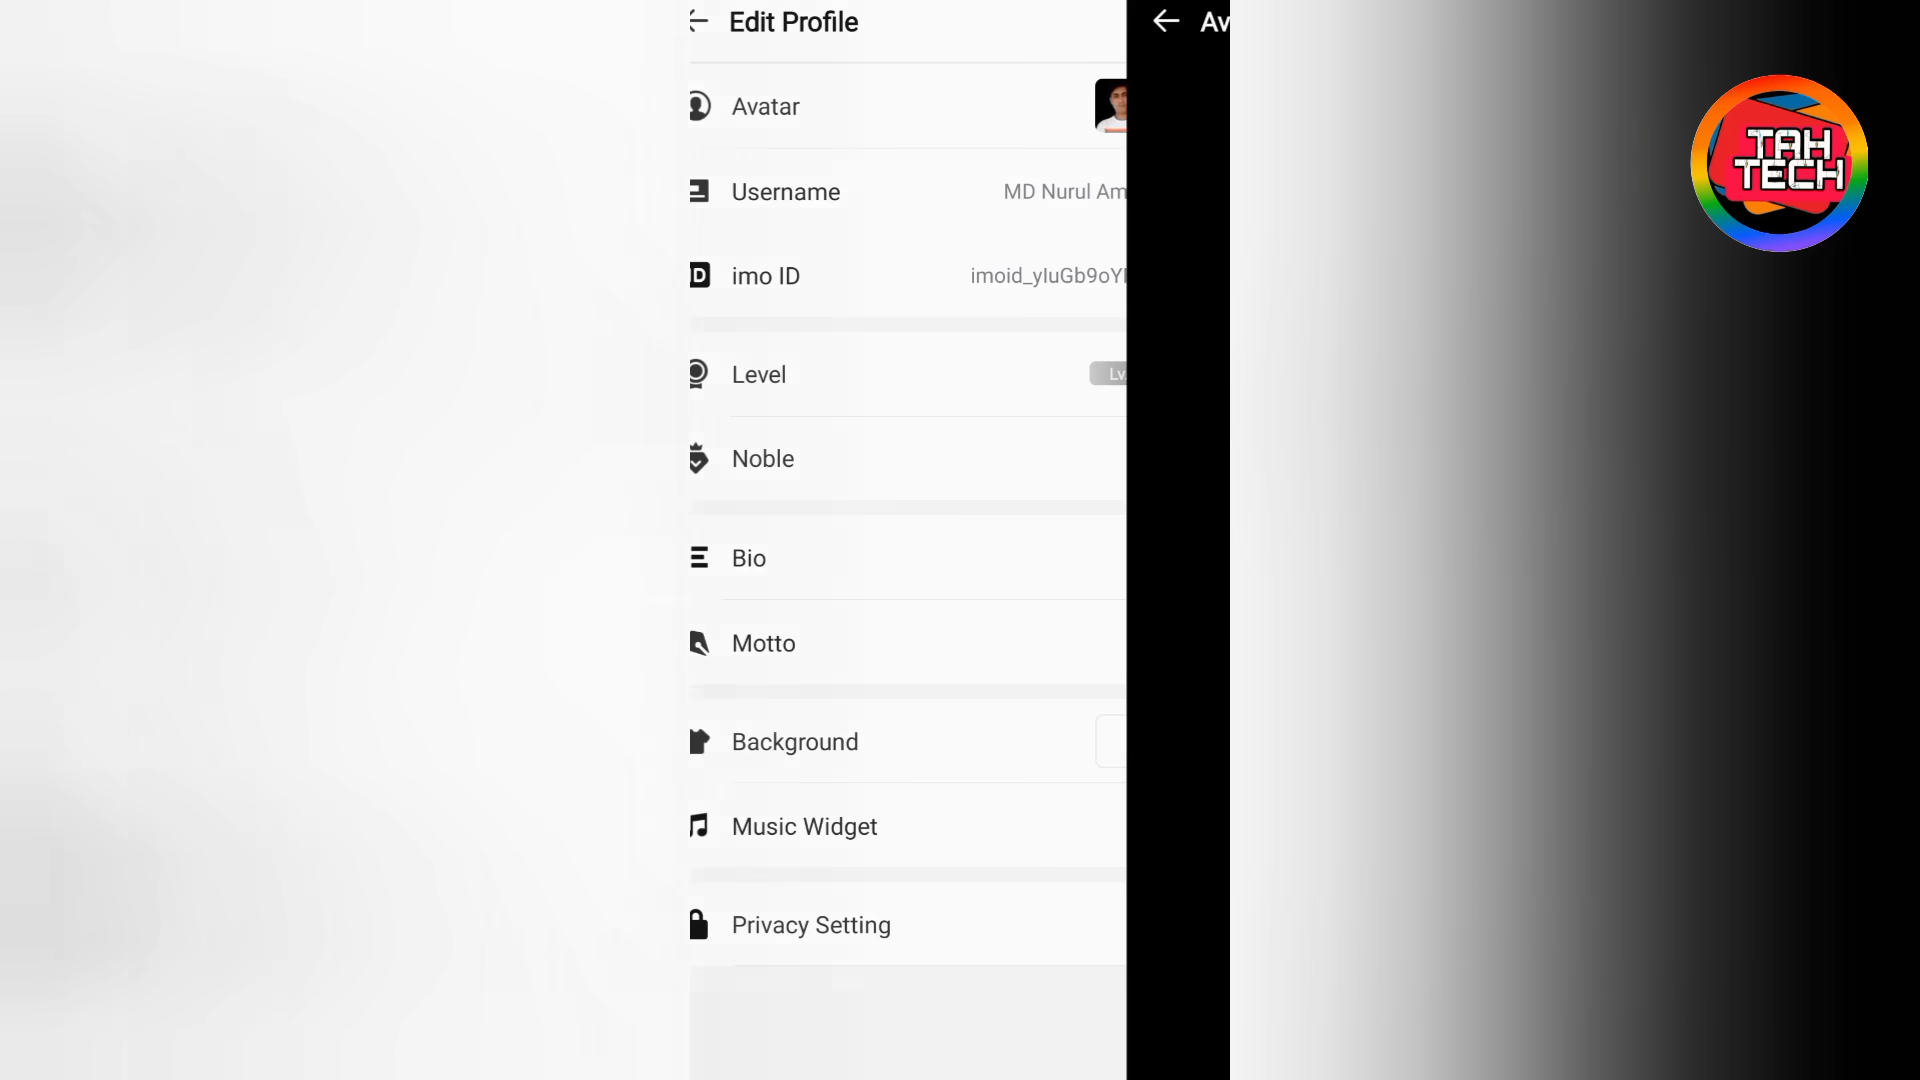 Edit Profile
Av
Avatar
Username MD Nurul Am
imo ID
Level Lv
Noble
Bio
Motto
Background
Music Widget
Privacy Setting
TAH
TECH